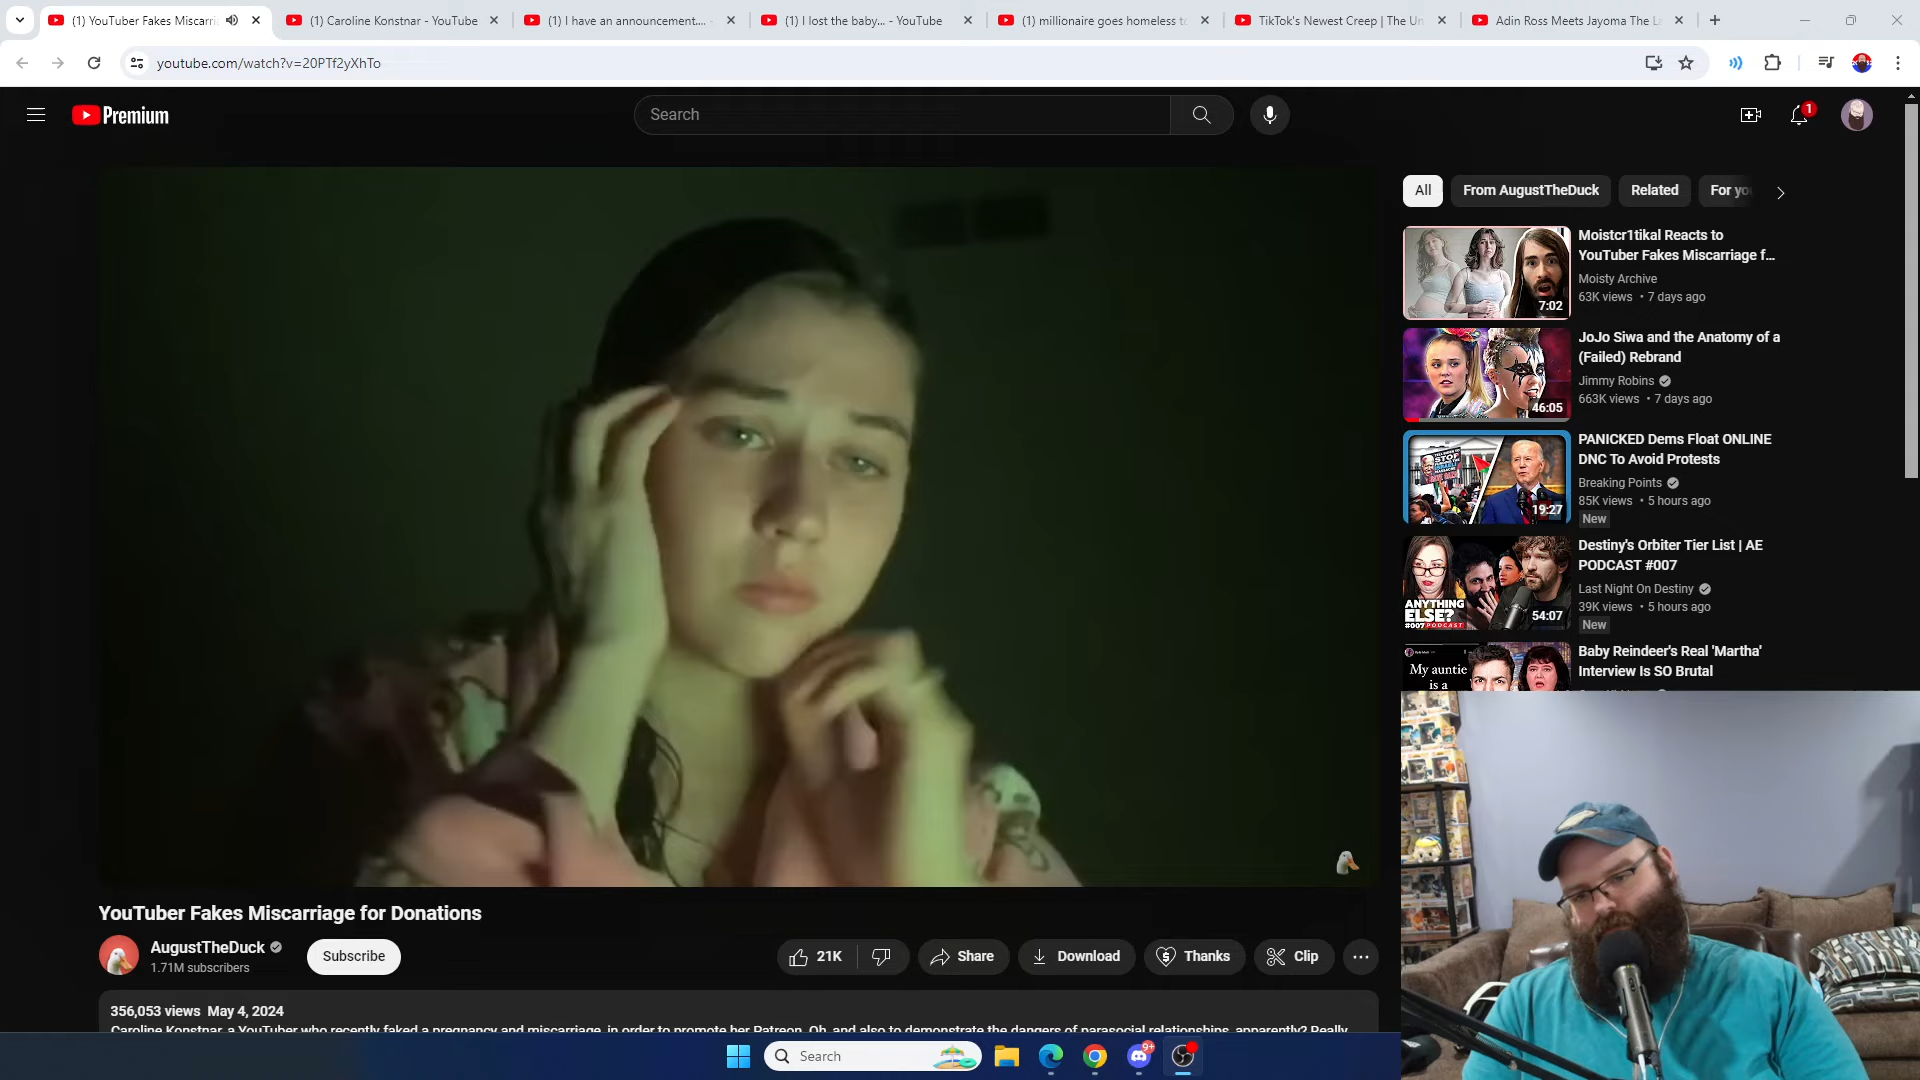 (1) YouTuber Fakes Miscarri
(1) Caroline Konstnar - YouTube
(1) I have an announcement.... -
(1) I lost the baby... - YouTube
(1) millionaire goes homeless to
TikTok's Newest Creep | The Un
Adin Ross Meets Jayoma The La
youtube.com/watch?v=20PTf2yXhTo
Premium
Search
1
All
From AugustTheDuck
Related
For you
Moistcr1tikal Reacts to
YouTuber Fakes Miscarriage f...
Moisty Archive
63K views • 7 days ago
7:02
JoJo Siwa and the Anatomy of a
(Failed) Rebrand
Jimmy Robins
663K views • 7 days ago
46:05
PANICKED Dems Float ONLINE
DNC To Avoid Protests
Breaking Points
85K views • 5 hours ago
New
19:27
Destiny's Orbiter Tier List | AE
PODCAST #007
Last Night On Destiny
39K views • 5 hours ago
New
ANYTHING
ELSE?
#007 PODCAST
54:07
Baby Reindeer's Real 'Martha'
Interview Is SO Brutal
My auntie
is a
YouTuber Fakes Miscarriage for Donations
AugustTheDuck
1.71M subscribers
Subscribe
21K
Share
Download
Thanks
Clip
356,053 views May 4, 2024
Caroline Konstnar, a YouTuber who recently faked a pregnancy and miscarriage, in order to promote her Patreon. Oh, and also to demonstrate the dangers of parasocial relationships, apparently? Really
Search
9+